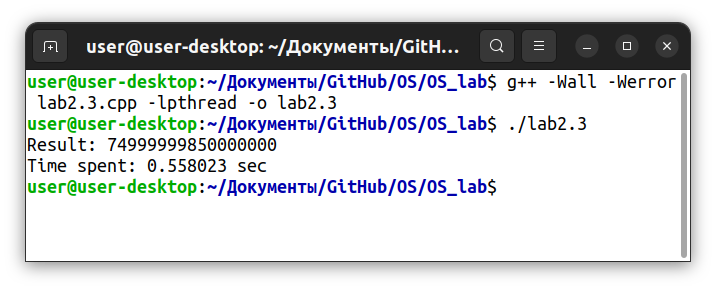 user@user-desktop: ~/Документы/GitH...
user@user-desktop:~/Документы/GitHub/OS/OS_lab$ g++ -Wall -Werror
lab2.3.cpp -lpthread -o lab2.3
user@user-desktop:~/Документы/GitHub/OS/OS_lab$ ./lab2.3
Result: 74999999850000000
Time spent: 0.558023 sec
user@user-desktop:~/Документы/GitHub/OS/OS_lab$